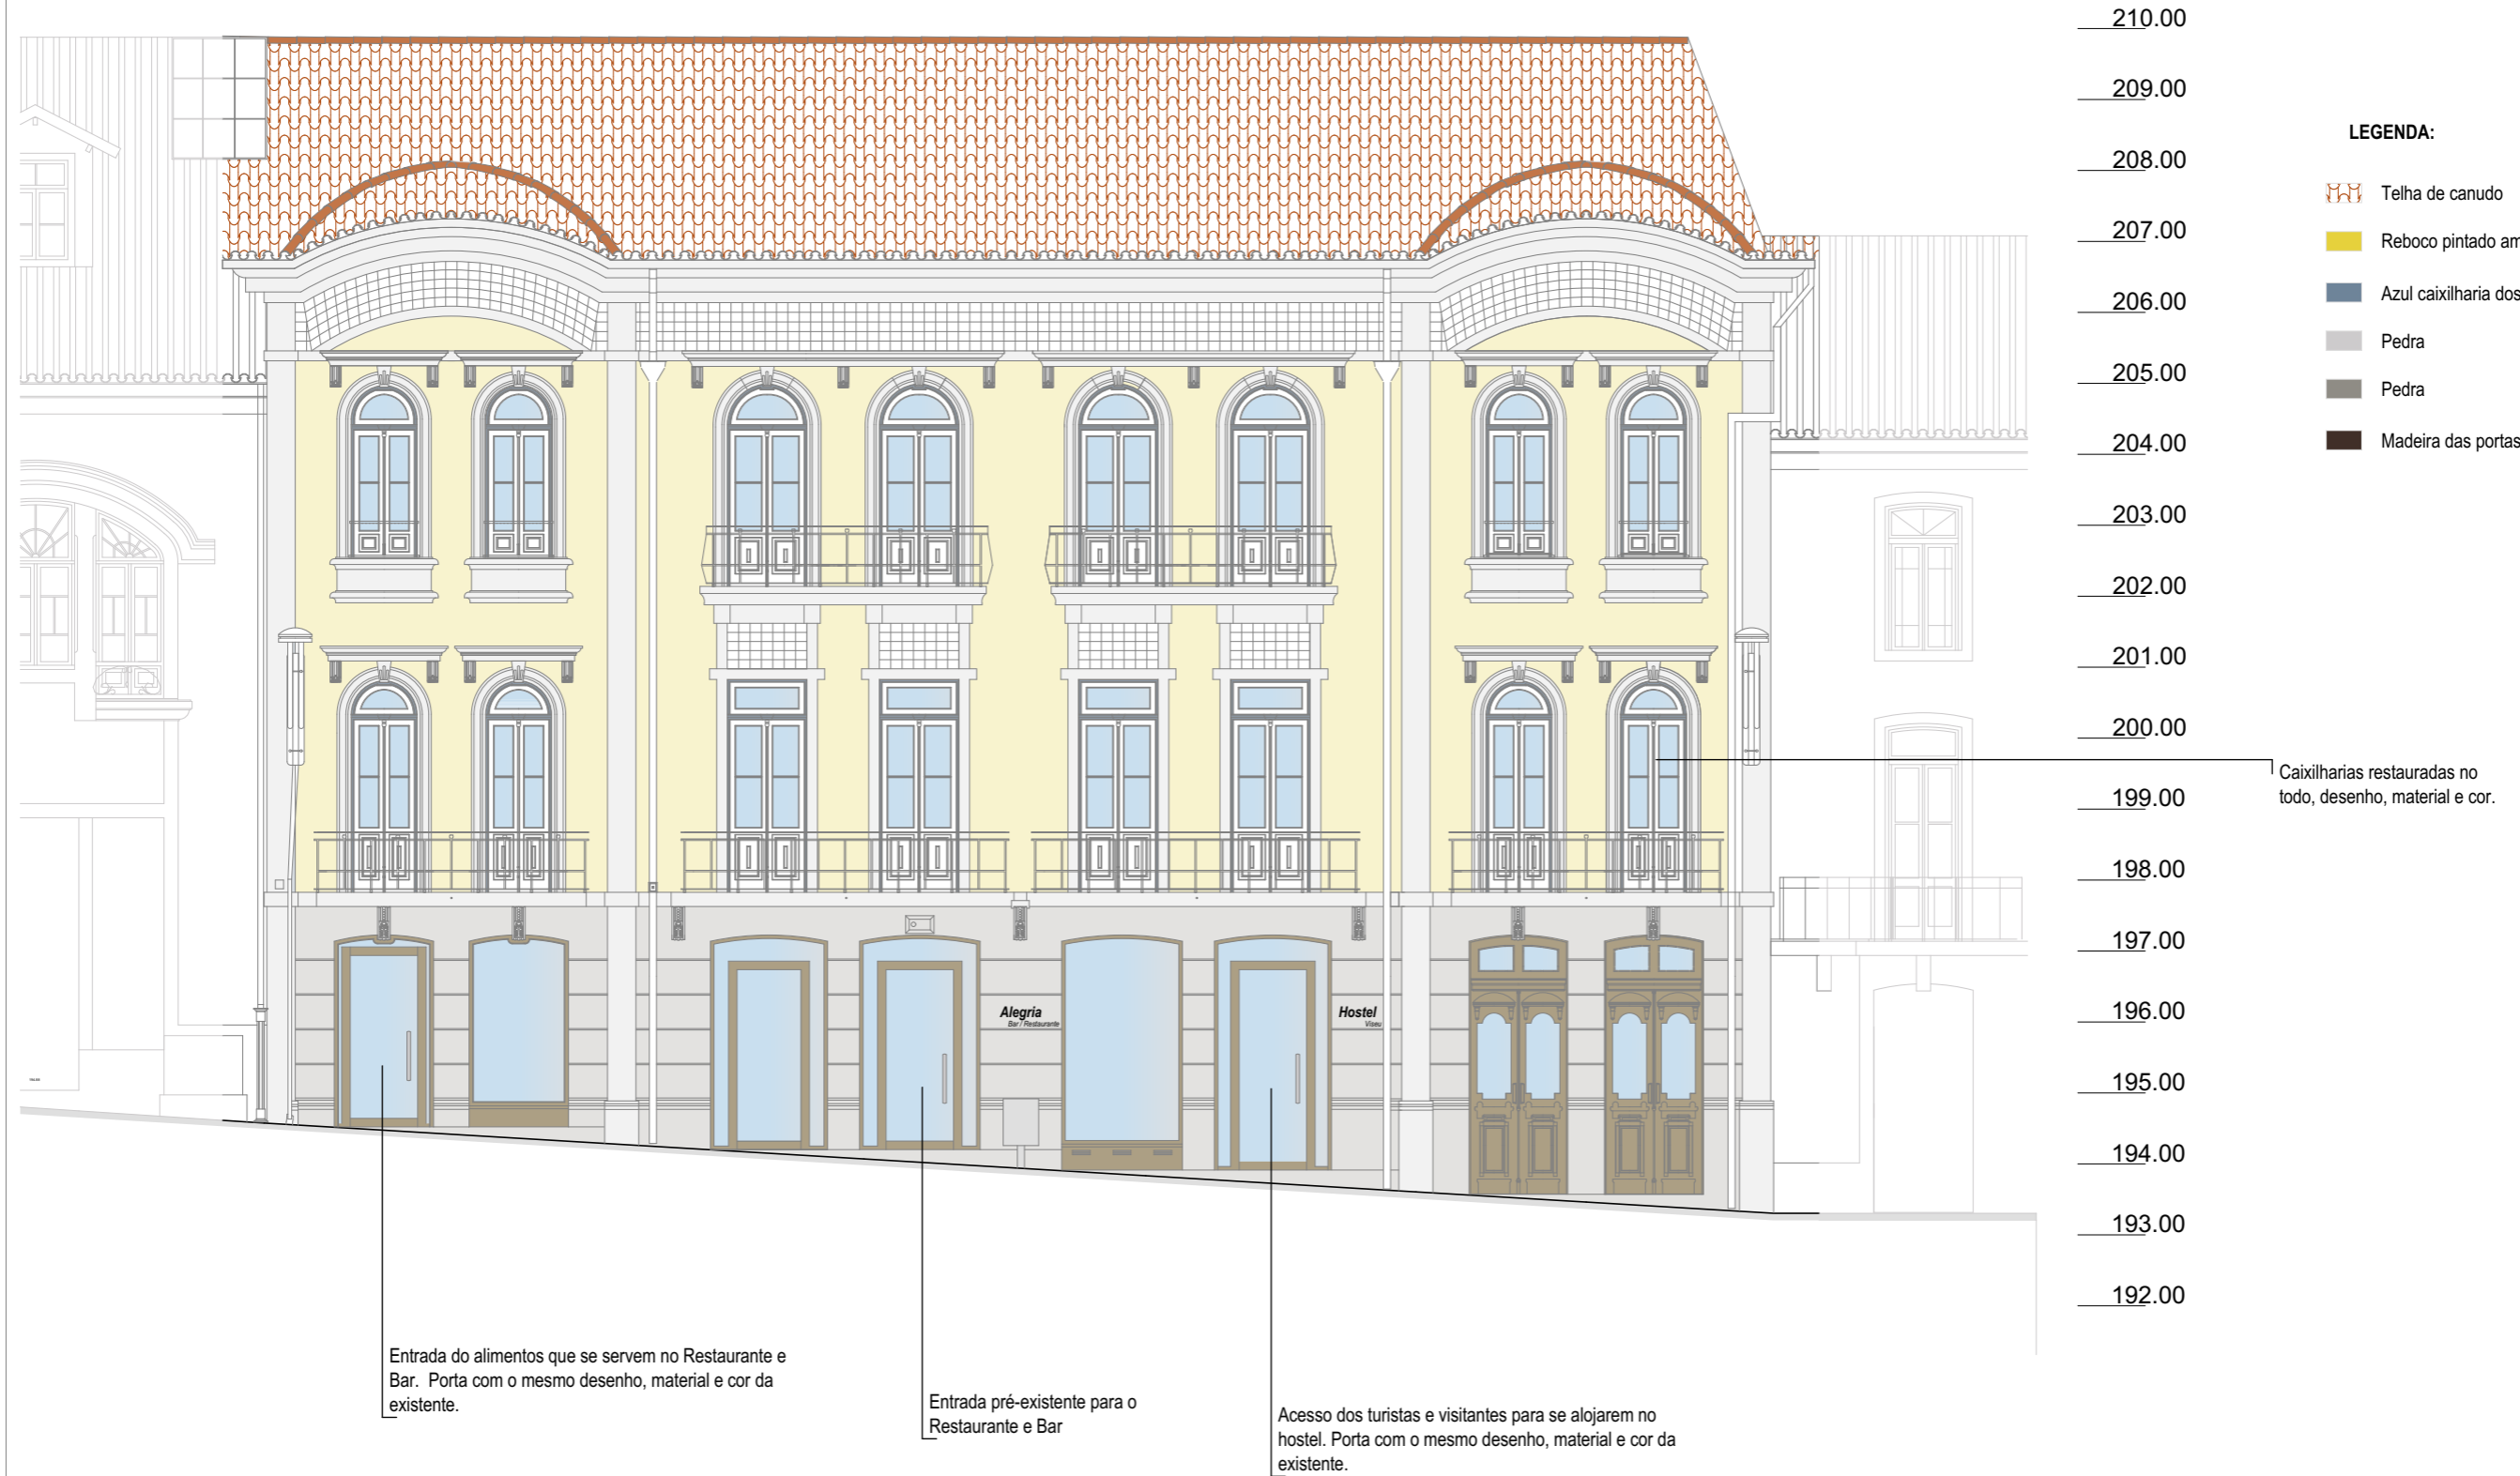 210.00
209.00
208.00
207.00
206.00
205.00
204.00
203.00
202.00
201.00
200.00
199.00
198.00
197.00
196.00
195.00
194.00
193.00
192.00
LEGENDA:
Telha de canudo
Reboco pintado am
Azul caixilharia dos
Pedra
Pedra
Madeira das portas
Caixilharias restauradas no
todo, desenho, material e cor.
Alegria
Bar / Restaurante
Hostel
Viseu
Entrada do alimentos que se servem no Restaurante e
Bar. Porta com o mesmo desenho, material e cor da
existente.
Entrada pré-existente para o
Restaurante e Bar
Acesso dos turistas e visitantes para se alojarem no
hostel. Porta com o mesmo desenho, material e cor da
existente.